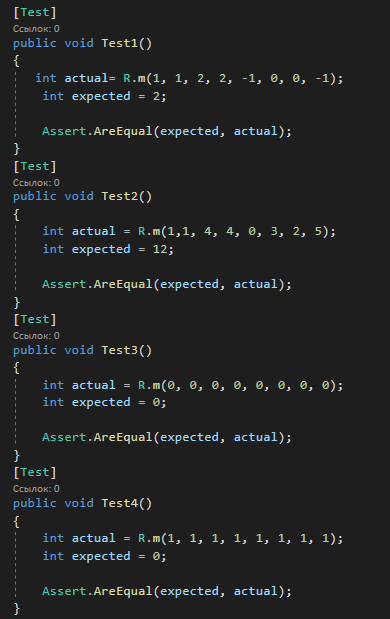 [Test]
Ссылок: 0
public void Test1()
{
int actual= R.m(1, 1, 2, 2, -1, 0, 0, -1);
int expected = 2;
Assert.AreEqual(expected, actual);
}
[Test]
Ссылок: 0
public void Test2()
{
int actual = R.m(1,1, 4, 4, 0, 3, 2, 5);
int expected = 12;
Assert.AreEqual(expected, actual);
}
[Test]
Ссылок: 0
public void Test3()
{
int actual = R.m(0, 0, 0, 0, 0, 0, 0, 0);
int expected = 0;
Assert.AreEqual(expected, actual);
}
[Test]
Ссылок: 0
public void Test4()
{
int actual = R.m(1, 1, 1, 1, 1, 1, 1, 1);
int expected = 0;
Assert.AreEqual(expected, actual);
}